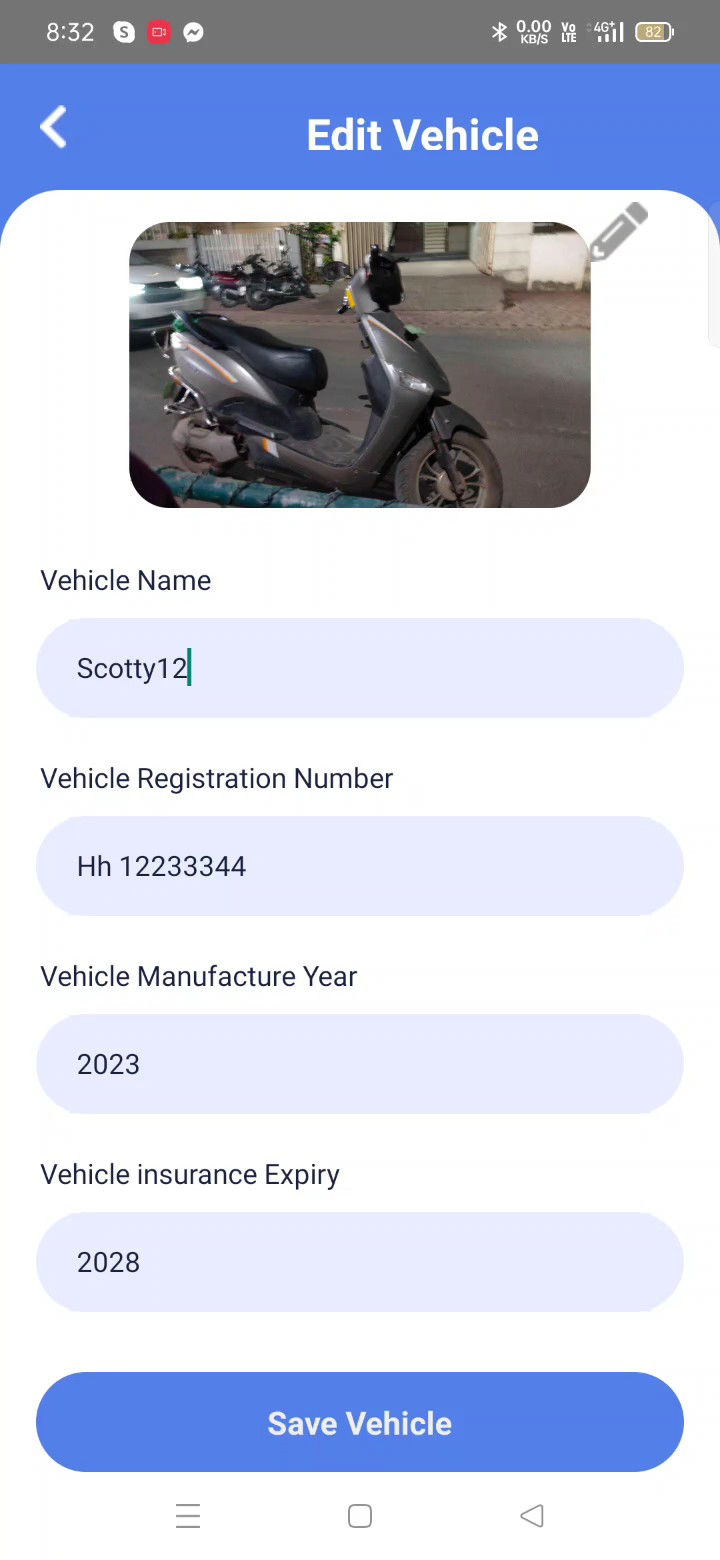 8:32
S
0.00
KB/S
Vo
LTE
4G+
82
Edit Vehicle
Vehicle Name
Scotty12
Vehicle Registration Number
Hh 12233344
Vehicle Manufacture Year
2023
Vehicle insurance Expiry
2028
Save Vehicle